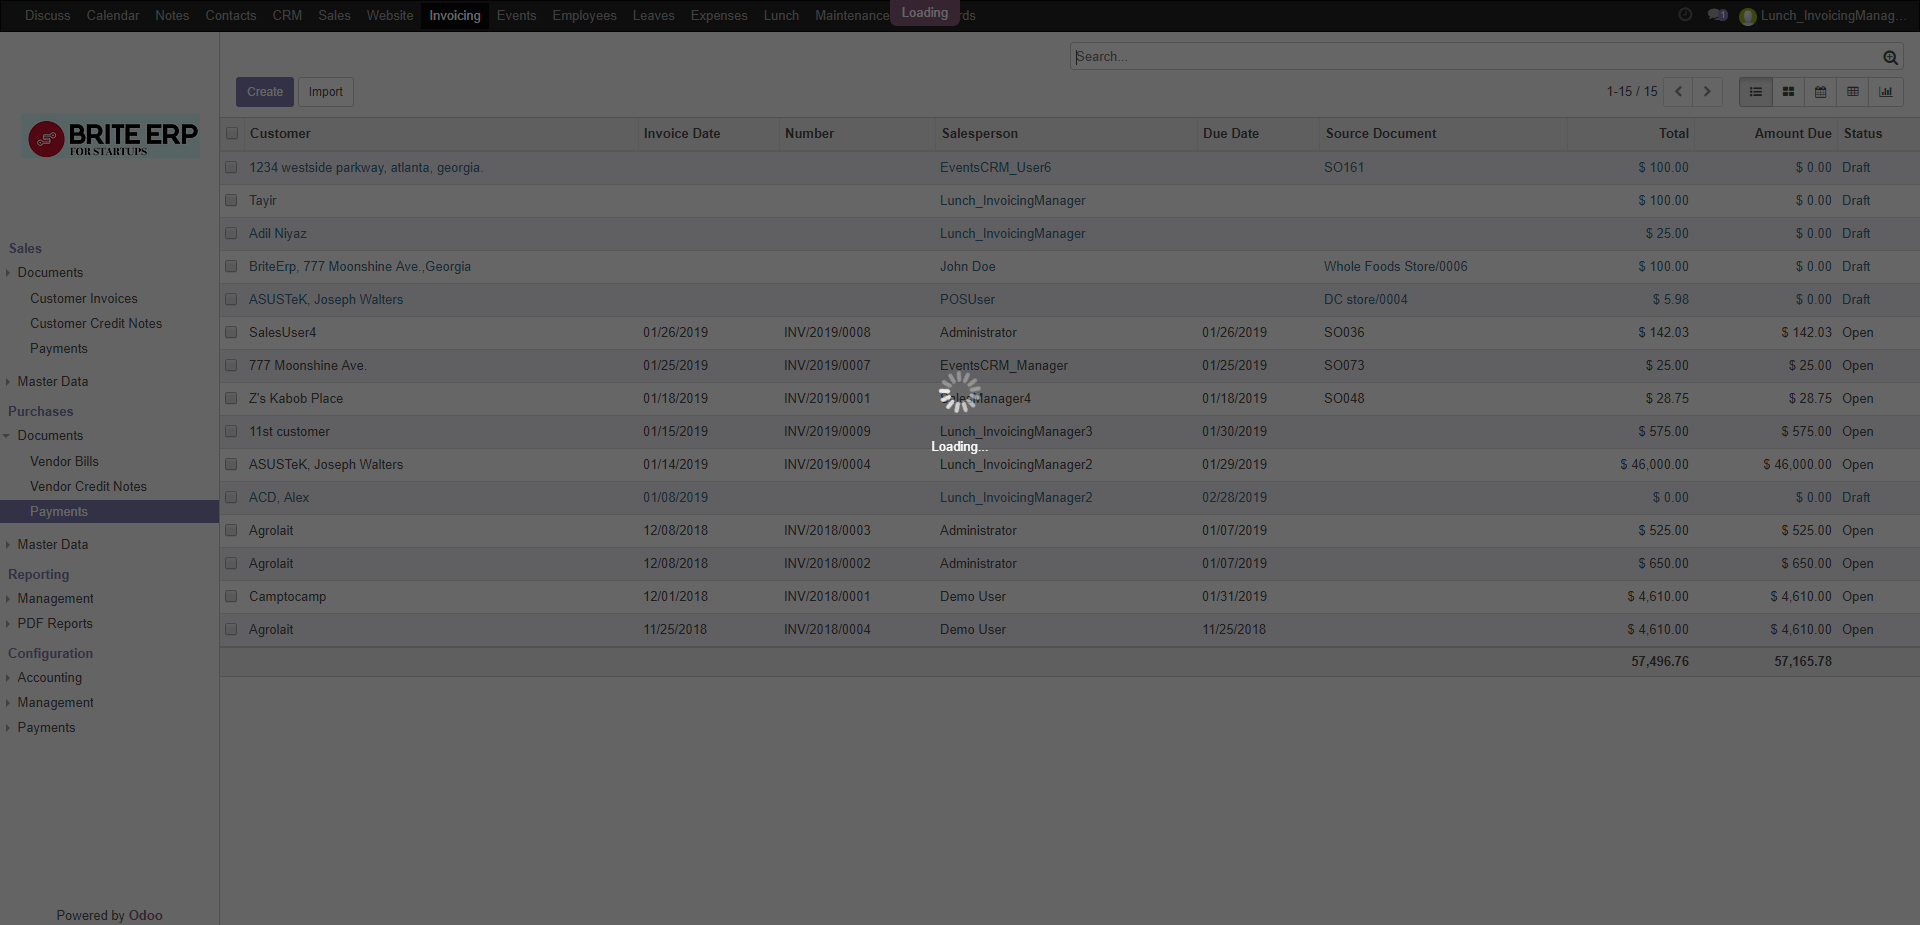 Discuss Calendar Notes Contacts CRM Sales Website Invoicing Events Employees Leaves Expenses Lunch Maintenance Loading rds 1 Lunch_InvoicingManag...
Search...
Create Import 1-15 / 15
BRITE ERP
FOR STARTUPS
Sales
Documents
Customer Invoices
Customer Credit Notes
Payments
Master Data
Purchases
Documents
Vendor Bills
Vendor Credit Notes
Payments
Master Data
Reporting
Management
PDF Reports
Configuration
Accounting
Management
Payments
Powered by Odoo
Customer Invoice Date Number Salesperson Due Date Source Document Total Amount Due Status
1234 westside parkway, atlanta, georgia. EventsCRM_User6 SO161 $ 100.00 $ 0.00 Draft
Tayir Lunch_InvoicingManager $ 100.00 $ 0.00 Draft
Adil Niyaz Lunch_InvoicingManager $ 25.00 $ 0.00 Draft
BriteErp, 777 Moonshine Ave.,Georgia John Doe Whole Foods Store/0006 $ 100.00 $ 0.00 Draft
ASUSTeK, Joseph Walters POSUser DC store/0004 $ 5.98 $ 0.00 Draft
SalesUser4 01/26/2019 INV/2019/0008 Administrator 01/26/2019 SO036 $ 142.03 $ 142.03 Open
777 Moonshine Ave. 01/25/2019 INV/2019/0007 EventsCRM_Manager 01/25/2019 SO073 $ 25.00 $ 25.00 Open
Z's Kabob Place 01/18/2019 INV/2019/0001 SalesManager4 01/18/2019 SO048 $ 28.75 $ 28.75 Open
11st customer 01/15/2019 INV/2019/0009 Lunch_InvoicingManager3 01/30/2019 $ 575.00 $ 575.00 Open
Loading...
ASUSTeK, Joseph Walters 01/14/2019 INV/2019/0004 Lunch_InvoicingManager2 01/29/2019 $ 46,000.00 $ 46,000.00 Open
ACD, Alex 01/08/2019 Lunch_InvoicingManager2 02/28/2019 $ 0.00 $ 0.00 Draft
Agrolait 12/08/2018 INV/2018/0003 Administrator 01/07/2019 $ 525.00 $ 525.00 Open
Agrolait 12/08/2018 INV/2018/0002 Administrator 01/07/2019 $ 650.00 $ 650.00 Open
Camptocamp 12/01/2018 INV/2018/0001 Demo User 01/31/2019 $ 4,610.00 $ 4,610.00 Open
Agrolait 11/25/2018 INV/2018/0004 Demo User 11/25/2018 $ 4,610.00 $ 4,610.00 Open
57,496.76 57,165.78